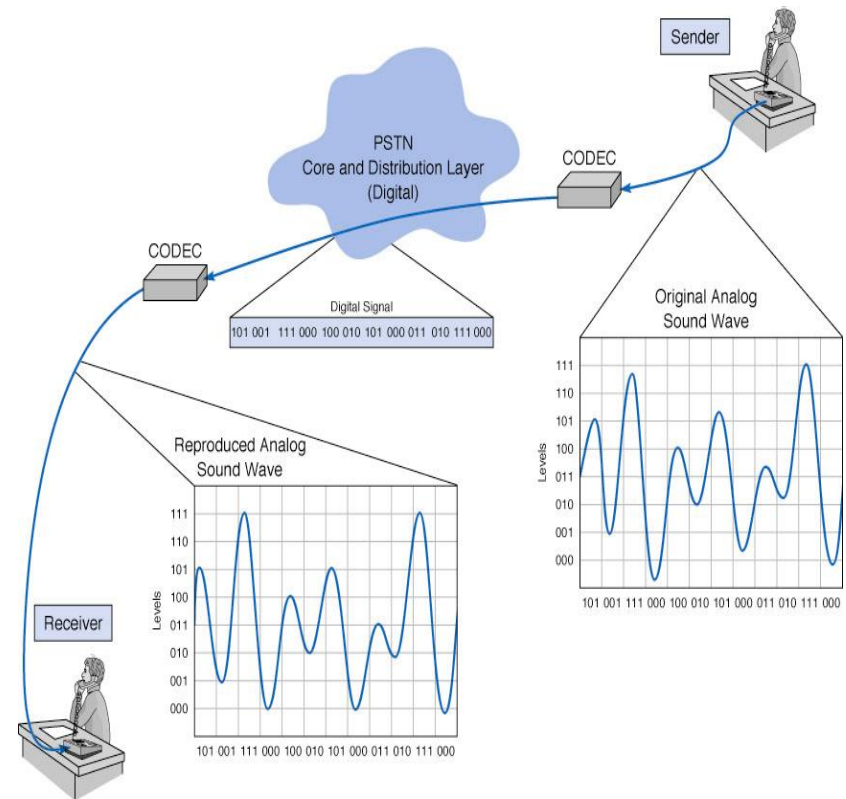 Sender
PSTN
Core and Distribution Layer
(Digital)
CODEC
CODEC
Digital Signal
101 001 111 000 100 010 101 000 011 010 111 000
Original Analog
Sound Wave
111
110
101
100
011
010
001
000
Levels
101 001 111 000 100 010 101 000 011 010 111 000
Reproduced Analog
Sound Wave
111
110
101
100
011
010
001
000
Levels
101 001 111 000 100 010 101 000 011 010 111 000
Receiver